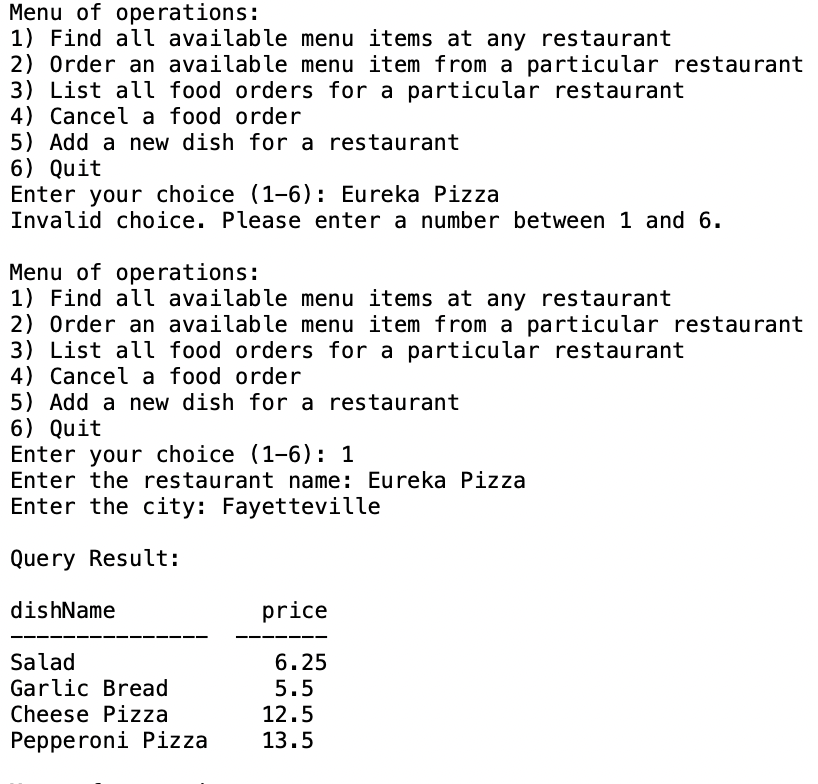 Menu of operations:
1) Find all available menu items at any restaurant
2) Order an available menu item from a particular restaurant
3) List all food orders for a particular restaurant
4) Cancel a food order
5) Add a new dish for a restaurant
6) Quit
Enter your choice (1-6): Eureka Pizza
Invalid choice. Please enter a number between 1 and 6.
Menu of operations:
1) Find all available menu items at any restaurant
2) Order an available menu item from a particular restaurant
3) List all food orders for a particular restaurant
4) Cancel a food order
5) Add a new dish for a restaurant
6) Quit
Enter your choice (1-6): 1
Enter the restaurant name: Eureka Pizza
Enter the city: Fayetteville
Query Result:
dishName price
--------------- -------
Salad 6.25
Garlic Bread 5.5
Cheese Pizza 12.5
Pepperoni Pizza 13.5